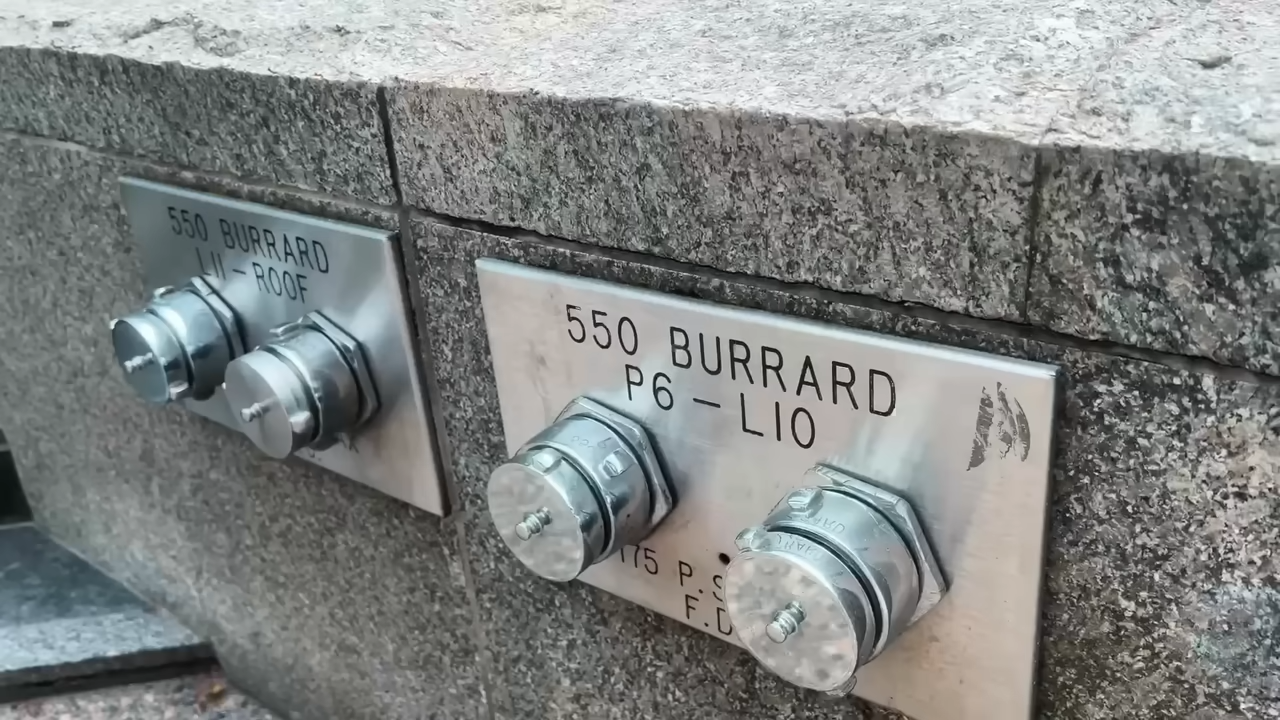 550 BURRARD
L11 – ROOF
550 BURRARD
P6 – L10
175 P.S
F.D